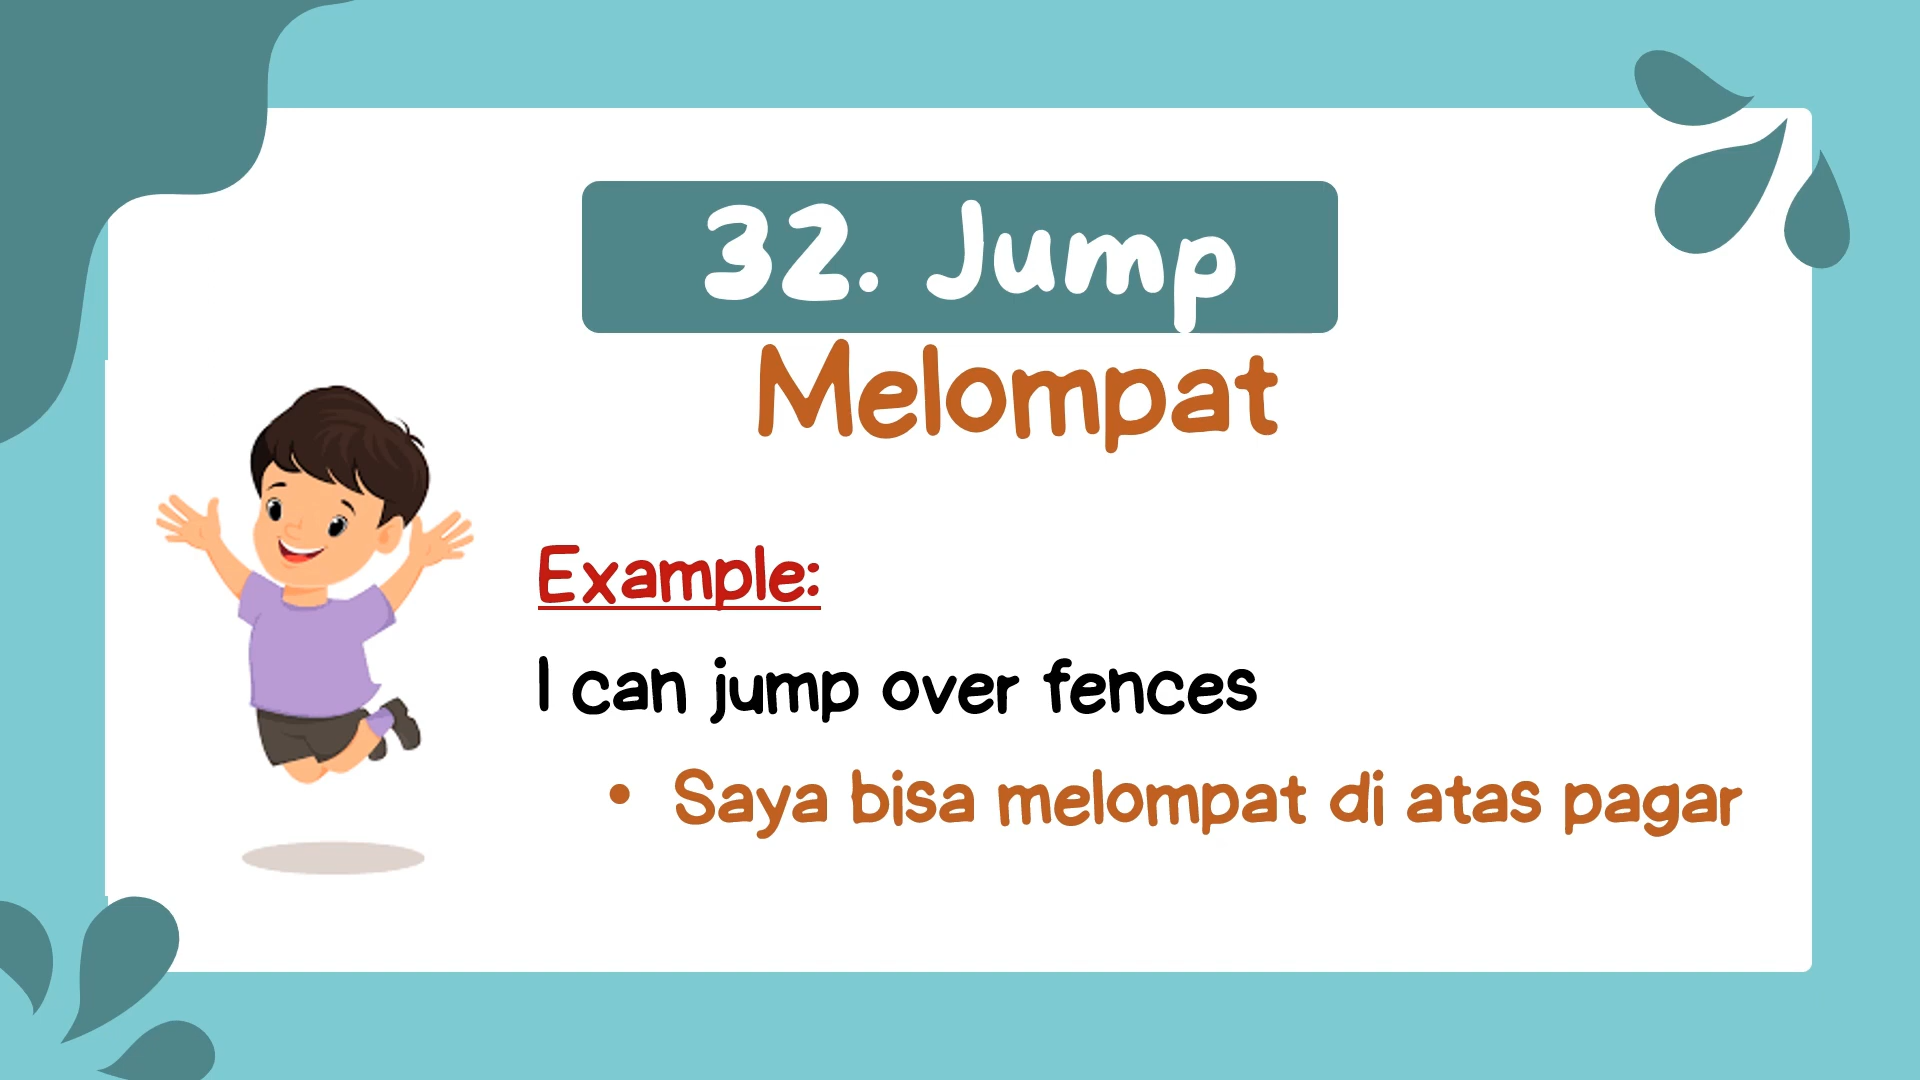 32. Jump
Melompat
Example:
I can jump over fences
• Saya bisa melompat di atas pagar